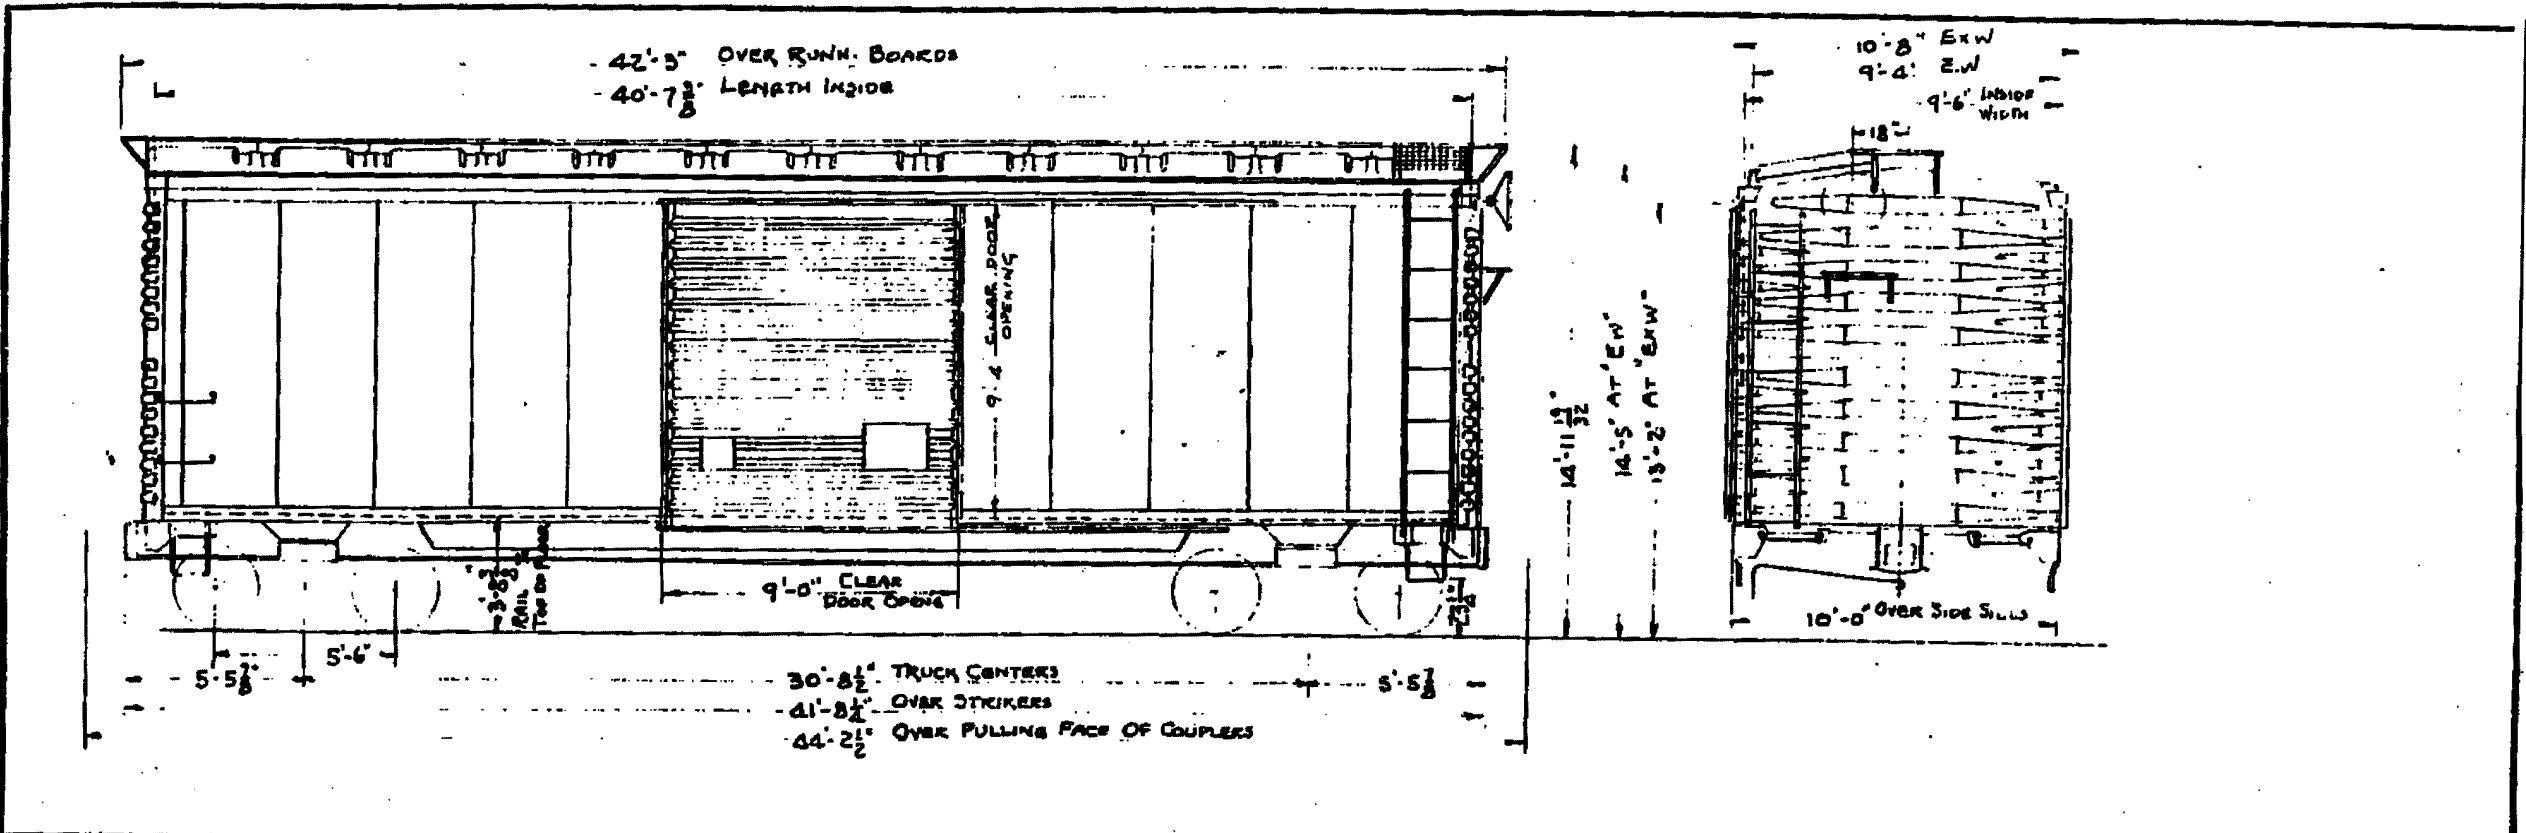 42'-3" OVER RUNN. BOARDS
40'-7 5/8" LENGTH INSIDE
10'-8" EXW
9'-4" E.W
9'-6" INSIDE
WIDTH
18"
9'-4" CLEAR DOOR
OPENING
14'-11 19/32"
14'-5" AT "EW"
13'-2" AT "EXW"
RAIL
TOP OF FLOOR
9'-0" CLEAR
DOOR OPENG
10'-0" OVER SIDE SILLS
5'-6"
5'-5 7/8"
30'-8 1/2" TRUCK CENTERS
5'-5 7/8
41'-8 1/4" OVER STRIKERS
44'-2 1/2" OVER PULLING FACE OF COUPLERS